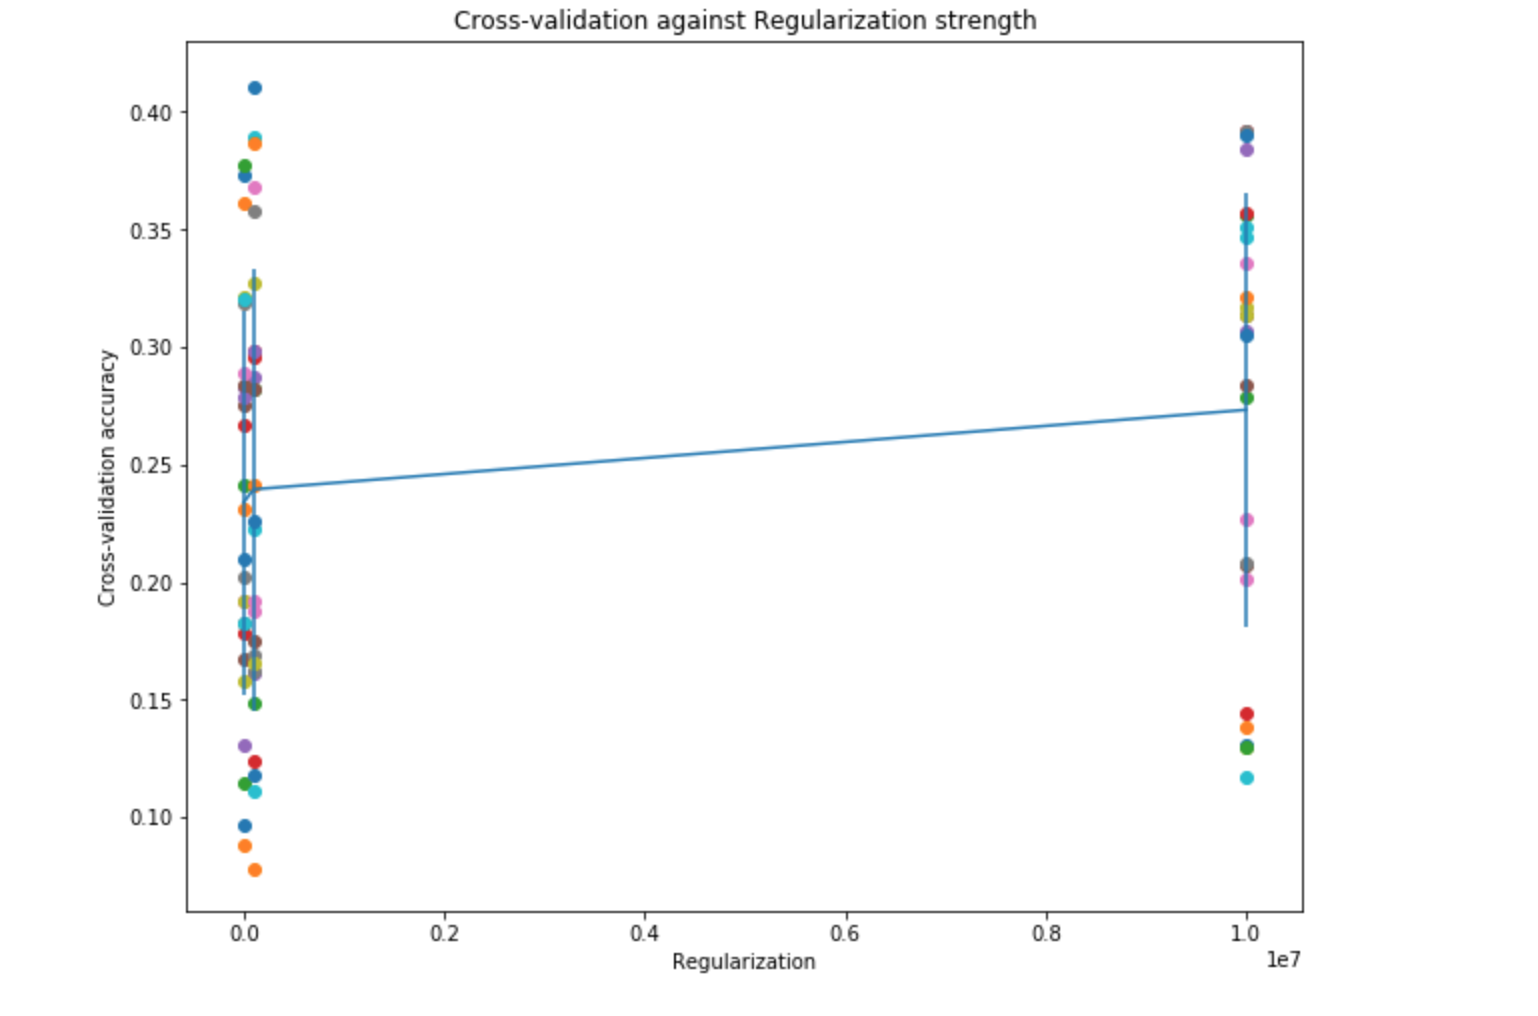 Cross-validation against Regularization strength
0.40
0.35
0.30
0.25
0.20
0.15
0.10
Cross-validation accuracy
0.0 0.2 0.4 0.6 0.8 1.0
1e7
Regularization